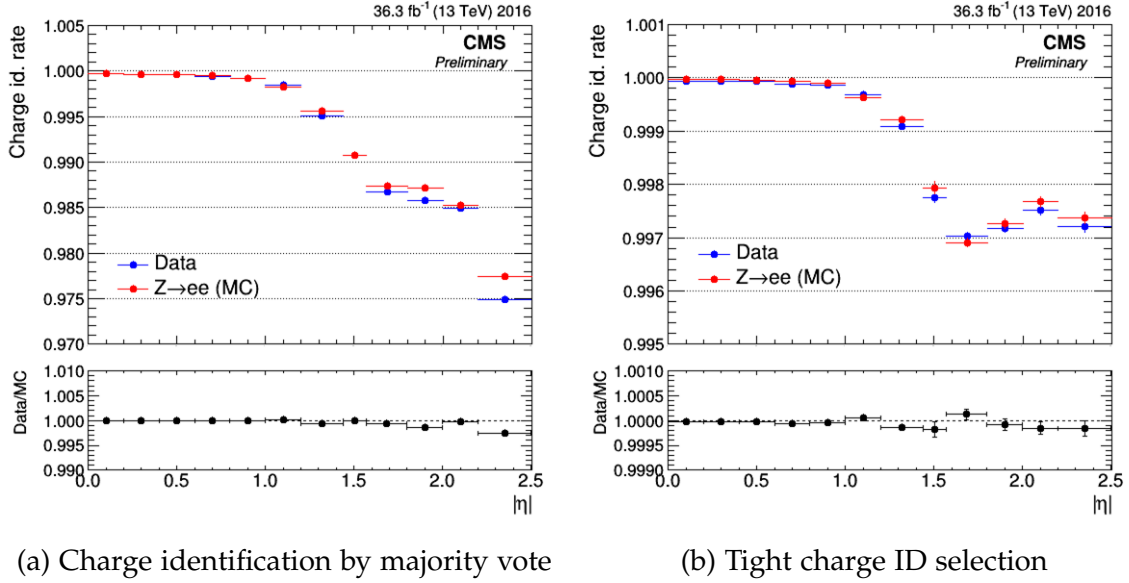 36.3 fb⁻¹ (13 TeV) 2016
CMS
Preliminary
Charge id. rate
1.000
0.995
0.990
0.985
0.980
0.975
0.970
Data
Z→ee (MC)
Data/MC
1.010
1.005
1.000
0.995
0.990
0.0 0.5 1.0 1.5 2.0 2.5
|η|
(a) Charge identification by majority vote
36.3 fb⁻¹ (13 TeV) 2016
CMS
Preliminary
Charge id. rate
1.001
1.000
0.999
0.998
0.997
0.996
0.995
Data
Z→ee (MC)
Data/MC
1.0010
1.0005
1.0000
0.9995
0.9990
0.0 0.5 1.0 1.5 2.0 2.5
|η|
(b) Tight charge ID selection